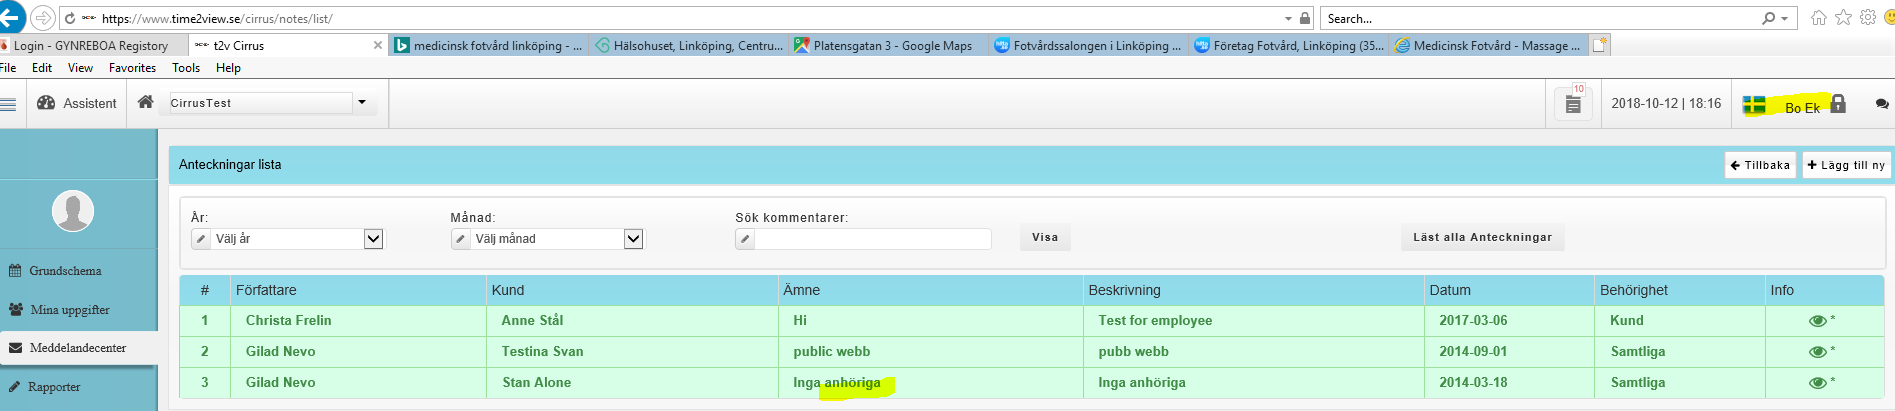 https://www.time2view.se/cirrus/notes/list/ Search...
Login - GYNREBOA Registory t2v Cirrus medicinsk fotvård linköping - ... Hälsohuset, Linköping, Centru... Platensgatan 3 - Google Maps Fotvårdssalongen i Linköping ... Företag Fotvård, Linköping (35... Medicinsk Fotvård - Massage ...
File Edit View Favorites Tools Help
Assistent CirrusTest 10 2018-10-12 | 18:16 Bo Ek
Anteckningar lista Tillbaka Lägg till ny
År: Månad: Sök kommentarer:
Välj år Välj månad Visa Läst alla Anteckningar
Grundschema
Mina uppgifter
Meddelandecenter
Rapporter
# Författare Kund Ämne Beskrivning Datum Behörighet Info
1 Christa Frelin Anne Stål Hi Test for employee 2017-03-06 Kund *
2 Gilad Nevo Testina Svan public webb pubb webb 2014-09-01 Samtliga *
3 Gilad Nevo Stan Alone Inga anhöriga Inga anhöriga 2014-03-18 Samtliga *